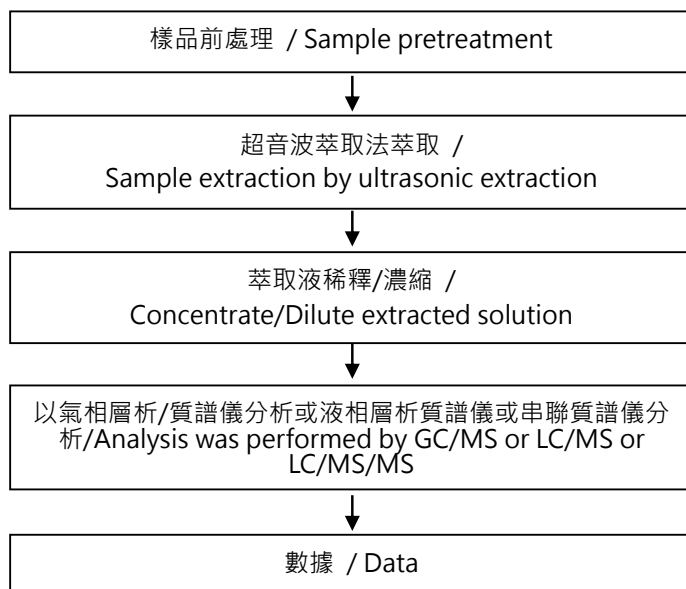 樣品前處理 / Sample pretreatment
超音波萃取法萃取 /
Sample extraction by ultrasonic extraction
萃取液稀釋/濃縮 /
Concentrate/Dilute extracted solution
以氣相層析/質譜儀分析或液相層析質譜儀或串聯質譜儀分
析/Analysis was performed by GC/MS or LC/MS or
LC/MS/MS
數據 / Data